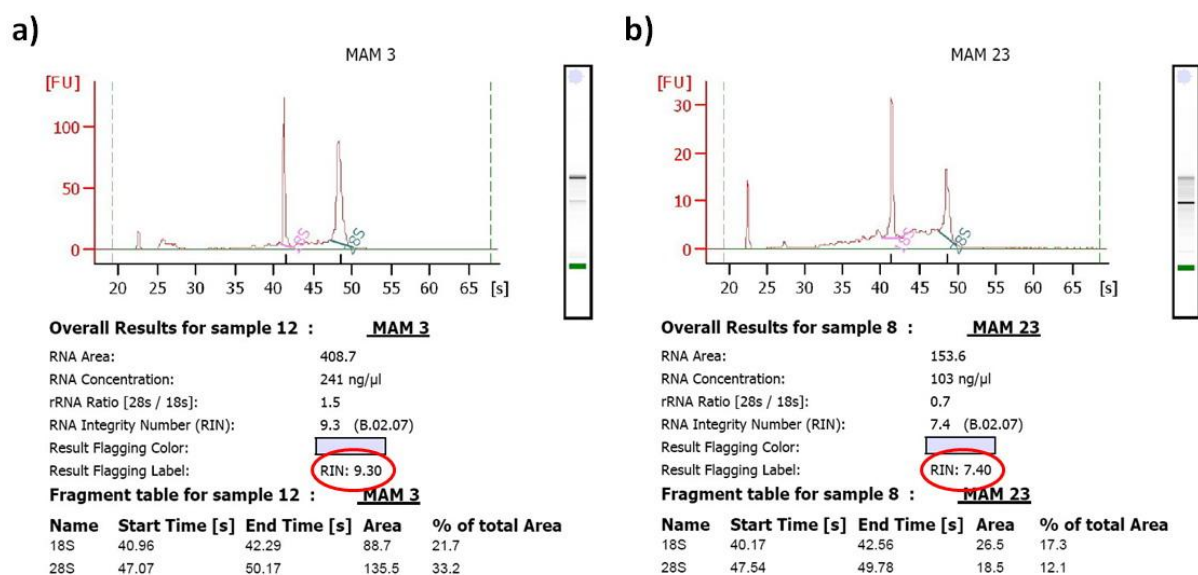 a)
MAM 3
[FU]
100
50
0
18S
28S
20 25 30 35 40 45 50 55 60 65 [s]
Overall Results for sample 12 : MAM 3
RNA Area: 408.7
RNA Concentration: 241 ng/µl
rRNA Ratio [28s / 18s]: 1.5
RNA Integrity Number (RIN): 9.3 (B.02.07)
Result Flagging Color:
Result Flagging Label: RIN: 9.30
Fragment table for sample 12 : MAM 3
Name Start Time [s] End Time [s] Area % of total Area
18S 40.96 42.29 88.7 21.7
28S 47.07 50.17 135.5 33.2
b)
MAM 23
[FU]
30
20
10
0
18S
28S
20 25 30 35 40 45 50 55 60 65 [s]
Overall Results for sample 8 : MAM 23
RNA Area: 153.6
RNA Concentration: 103 ng/µl
rRNA Ratio [28s / 18s]: 0.7
RNA Integrity Number (RIN): 7.4 (B.02.07)
Result Flagging Color:
Result Flagging Label: RIN: 7.40
Fragment table for sample 8 : MAM 23
Name Start Time [s] End Time [s] Area % of total Area
18S 40.17 42.56 26.5 17.3
28S 47.54 49.78 18.5 12.1